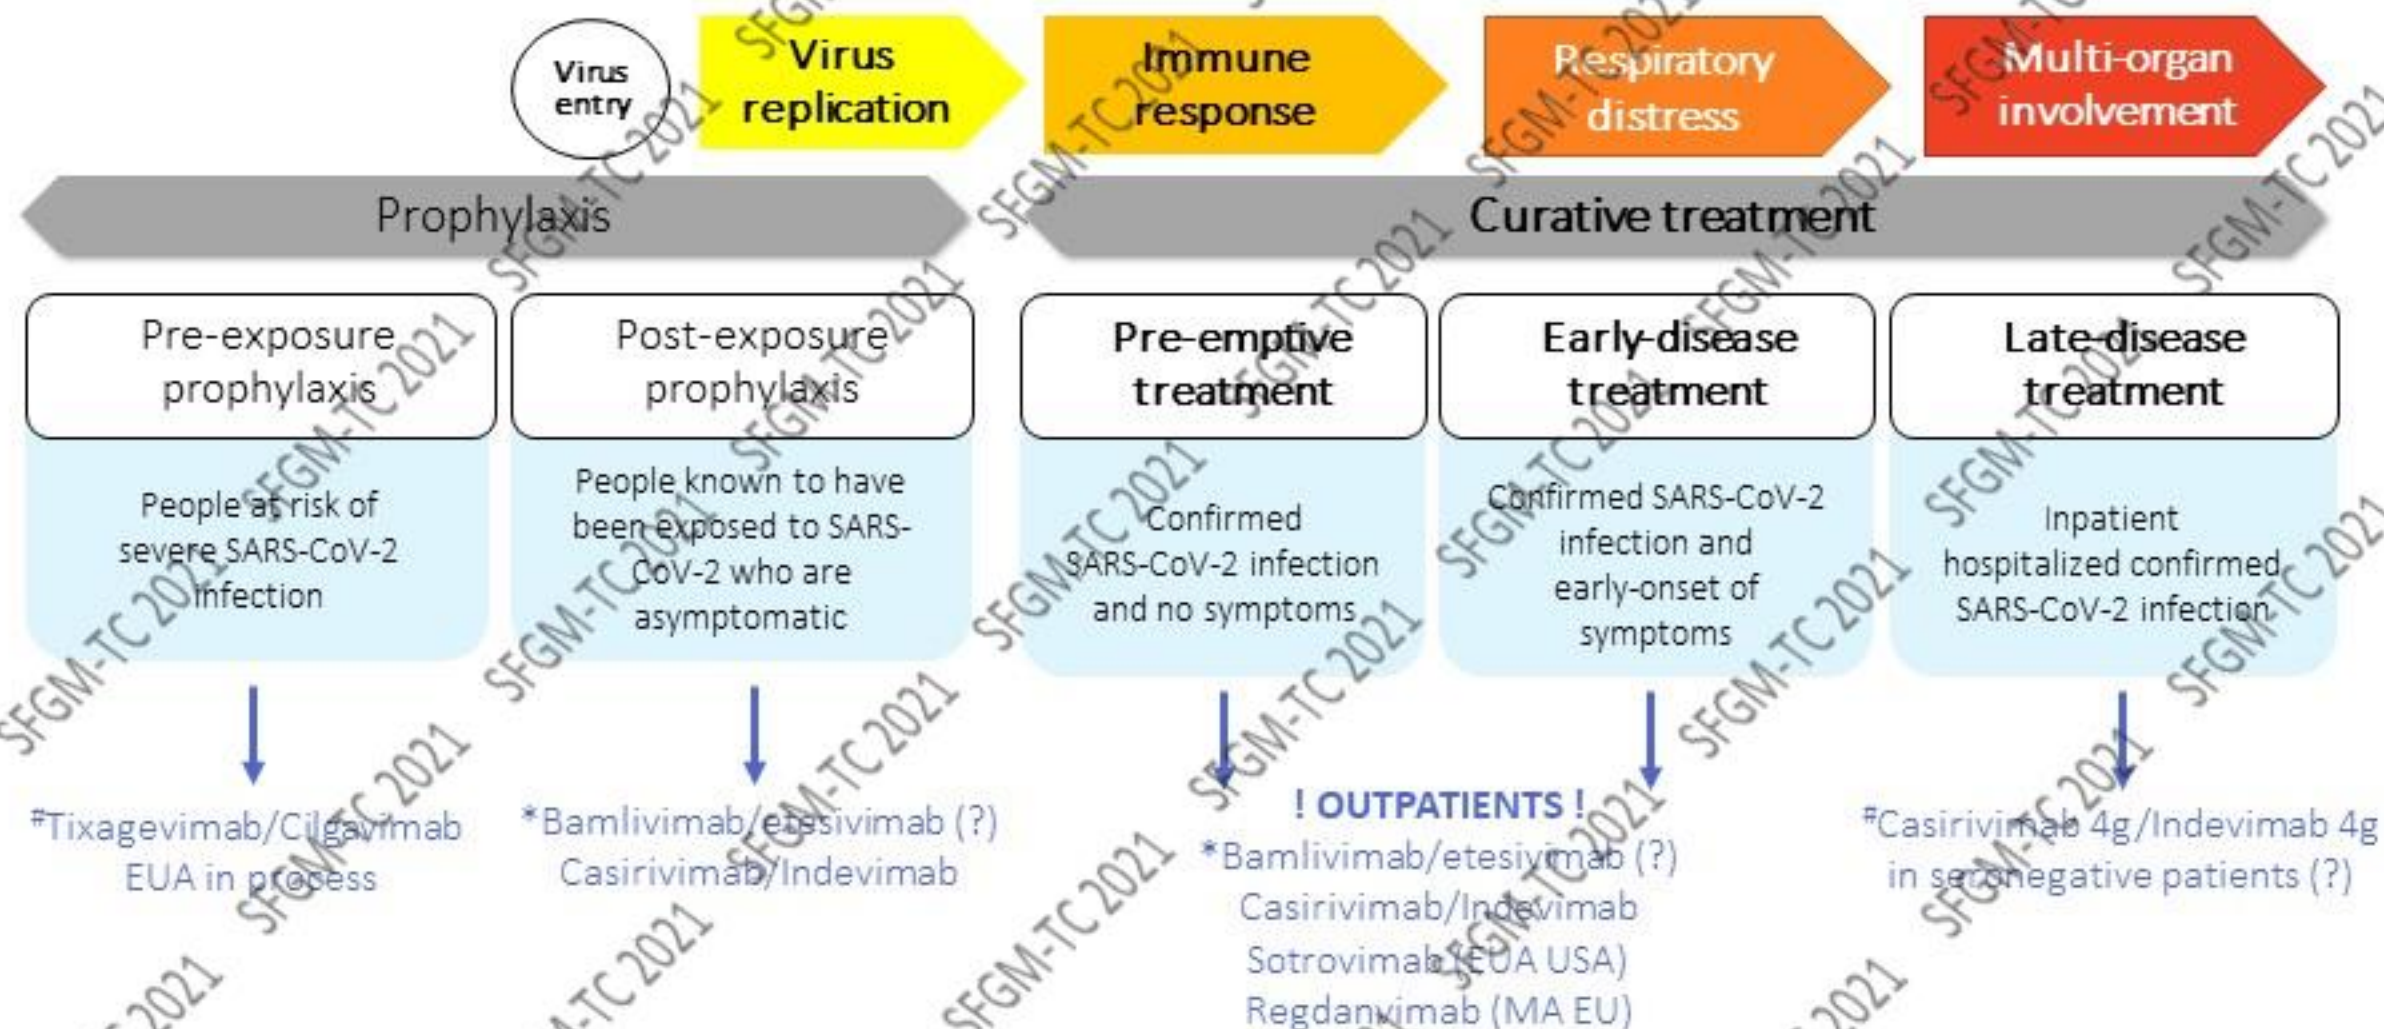 Virus
entry
Virus
replication
Immune
response
Respiratory
distress
Multi-organ
involvement
Prophylaxis
Curative treatment
Pre-exposure
prophylaxis
Post-exposure
prophylaxis
Pre-emptive
treatment
Early-disease
treatment
Late-disease
treatment
People at risk of
severe SARS-CoV-2
infection
People known to have
been exposed to SARS-
CoV-2 who are
asymptomatic
Confirmed
SARS-CoV-2 infection
and no symptoms
Confirmed SARS-CoV-2
infection and
early-onset of
symptoms
Inpatient
hospitalized confirmed
SARS-CoV-2 infection
#Tixagevimab/Cilgavimab
EUA in process
*Bamlivimab/etesivimab (?)
Casirivimab/Indevimab
! OUTPATIENTS !
*Bamlivimab/etesivimab (?)
Casirivimab/Indevimab
Sotrovimab (EUA USA)
Regdanvimab (MA EU)
#Casirivimab 4g/Indevimab 4g
in seronegative patients (?)
SFGM-TC 2021